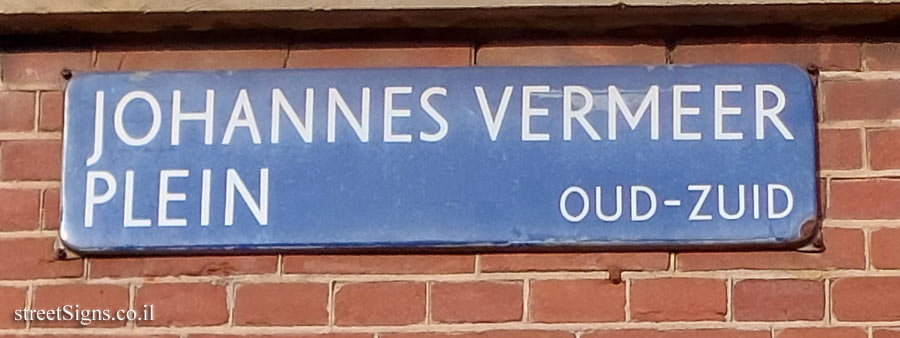 JOHANNES VERMEER
PLEIN OUD-ZUID
streetSigns.co.il